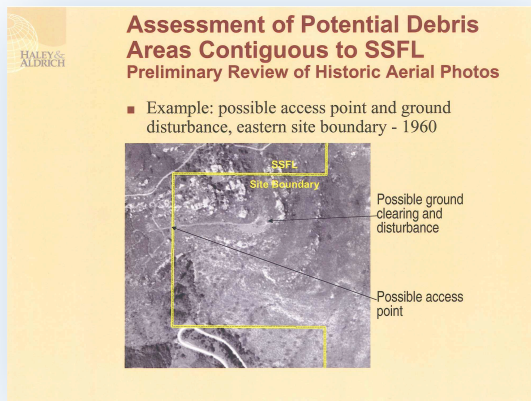 HALEY&
ALDRICH
Assessment of Potential Debris
Areas Contiguous to SSFL
Preliminary Review of Historic Aerial Photos
Example: possible access point and ground
disturbance, eastern site boundary - 1960
SSFL
Site Boundary
Possible ground
clearing and
disturbance
Possible access
point